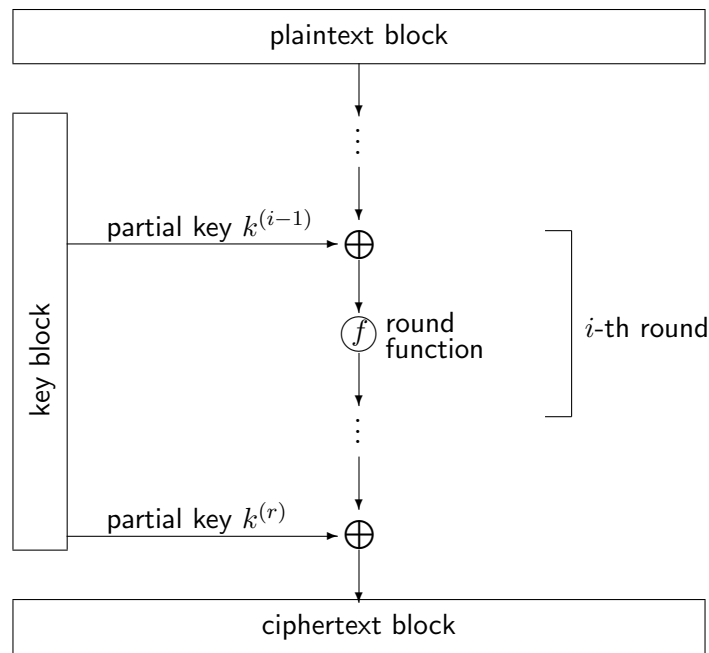 plaintext block
⋮
partial key k^{(i−1)}
⊕
key block
f
round
function
i-th round
⋮
partial key k^{(r)}
⊕
ciphertext block